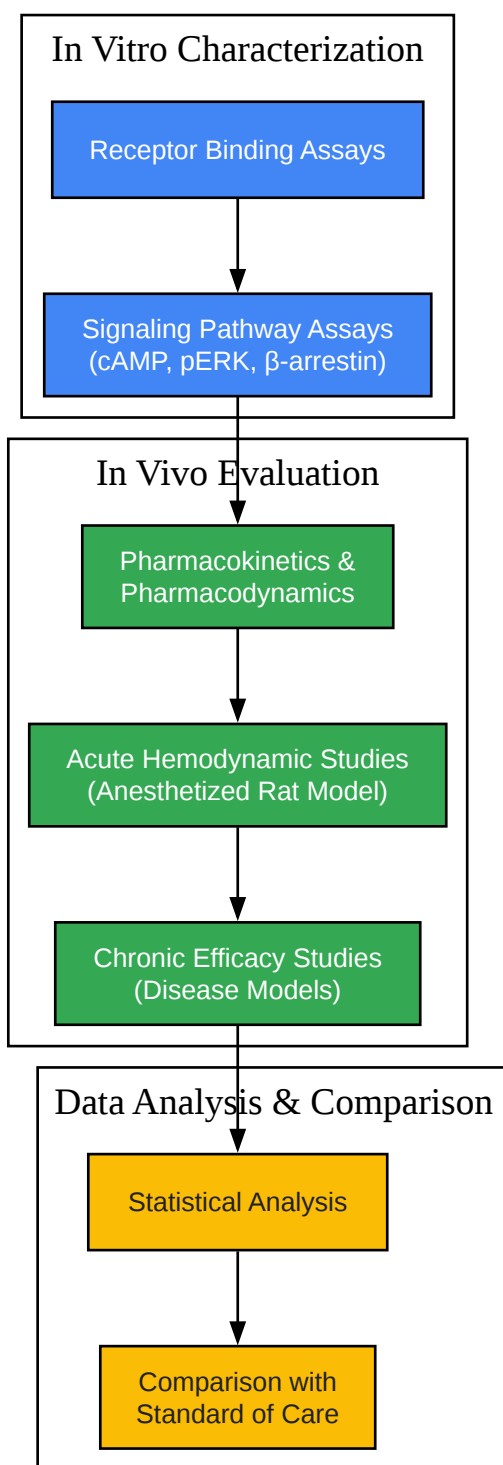 In Vitro Characterization
Receptor Binding Assays
Signaling Pathway Assays
(cAMP, pERK, β-arrestin)
In Vivo Evaluation
Pharmacokinetics &
Pharmacodynamics
Acute Hemodynamic Studies
(Anesthetized Rat Model)
Chronic Efficacy Studies
(Disease Models)
Data Analysis & Comparison
Statistical Analysis
Comparison with
Standard of Care